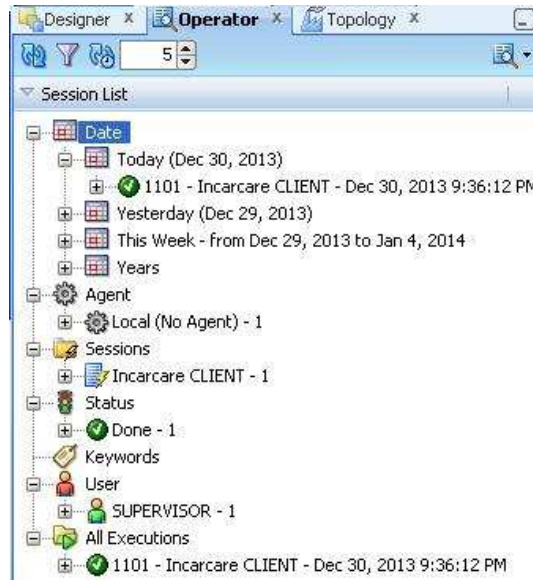 Designer x Operator x Topology x
5
Session List
Date
Today (Dec 30, 2013)
1101 - Incarcare CLIENT - Dec 30, 2013 9:36:12 PM
Yesterday (Dec 29, 2013)
This Week - from Dec 29, 2013 to Jan 4, 2014
Years
Agent
Local (No Agent) - 1
Sessions
Incarcare CLIENT - 1
Status
Done - 1
Keywords
User
SUPERVISOR - 1
All Executions
1101 - Incarcare CLIENT - Dec 30, 2013 9:36:12 PM